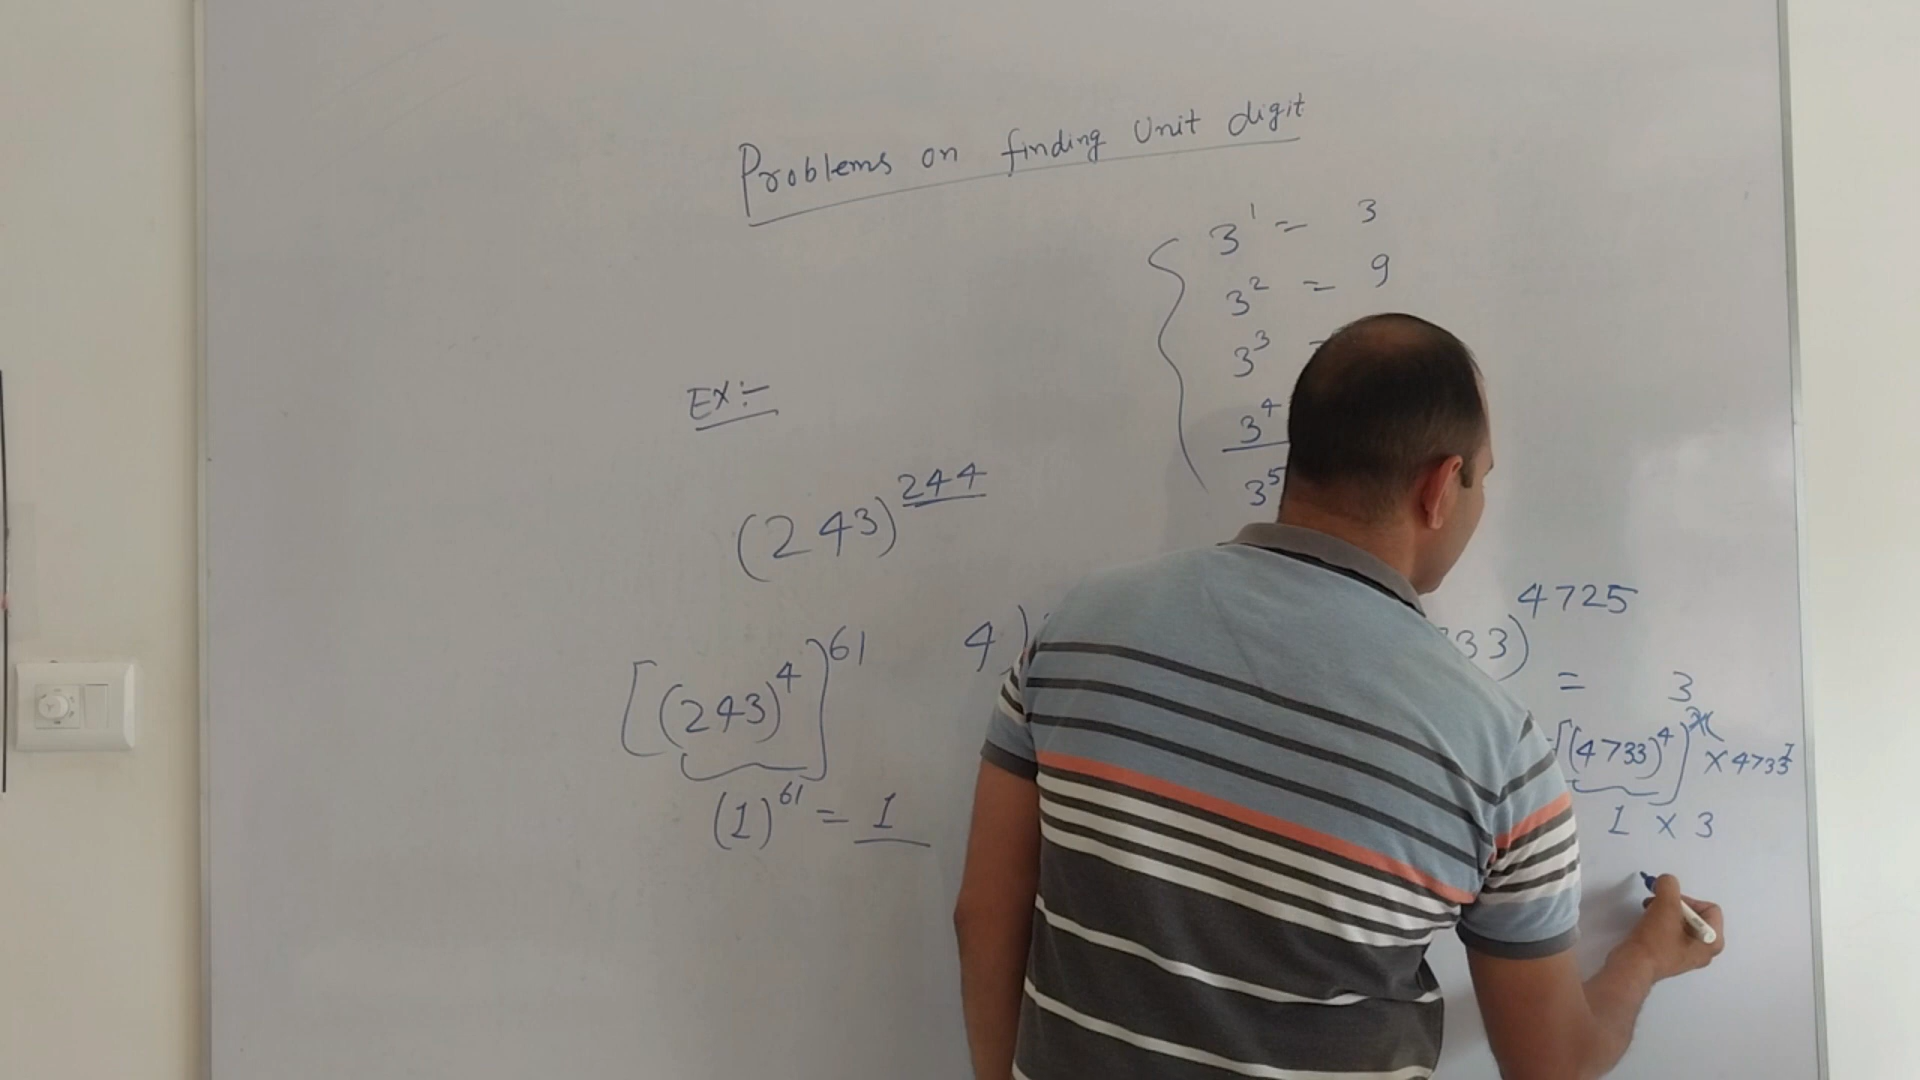 Problems on finding Unit digit
3¹ = 3
3² = 9
3³ =
3⁴
3⁵
EX:-
(243)²⁴⁴
[(243)⁴]⁶¹
(1)⁶¹ = 1
4)
33)⁴⁷²⁵
= 3
[(4733)⁴] × 4733¹
1 × 3